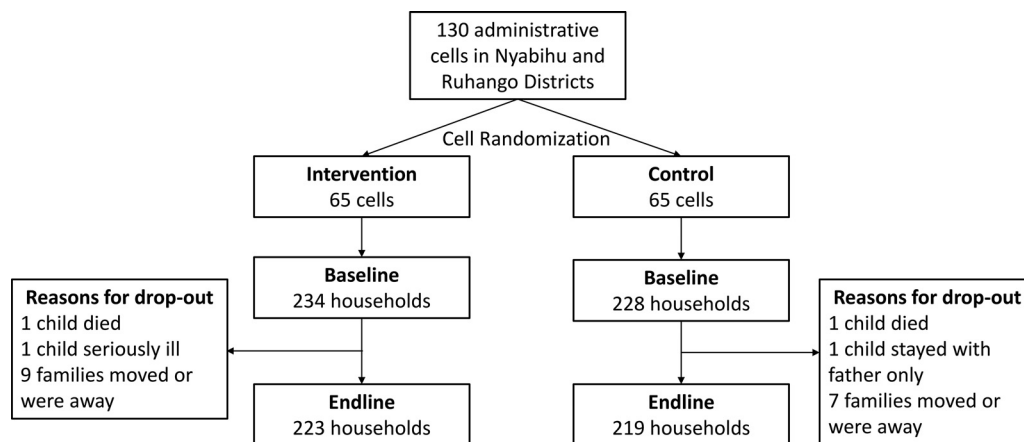 130 administrative
cells in Nyabihu and
Ruhango Districts
Cell Randomization
Intervention
65 cells
Control
65 cells
Baseline
234 households
Baseline
228 households
Reasons for drop-out
1 child died
1 child seriously ill
9 families moved or
were away
Reasons for drop-out
1 child died
1 child stayed with
father only
7 families moved or
were away
Endline
223 households
Endline
219 households